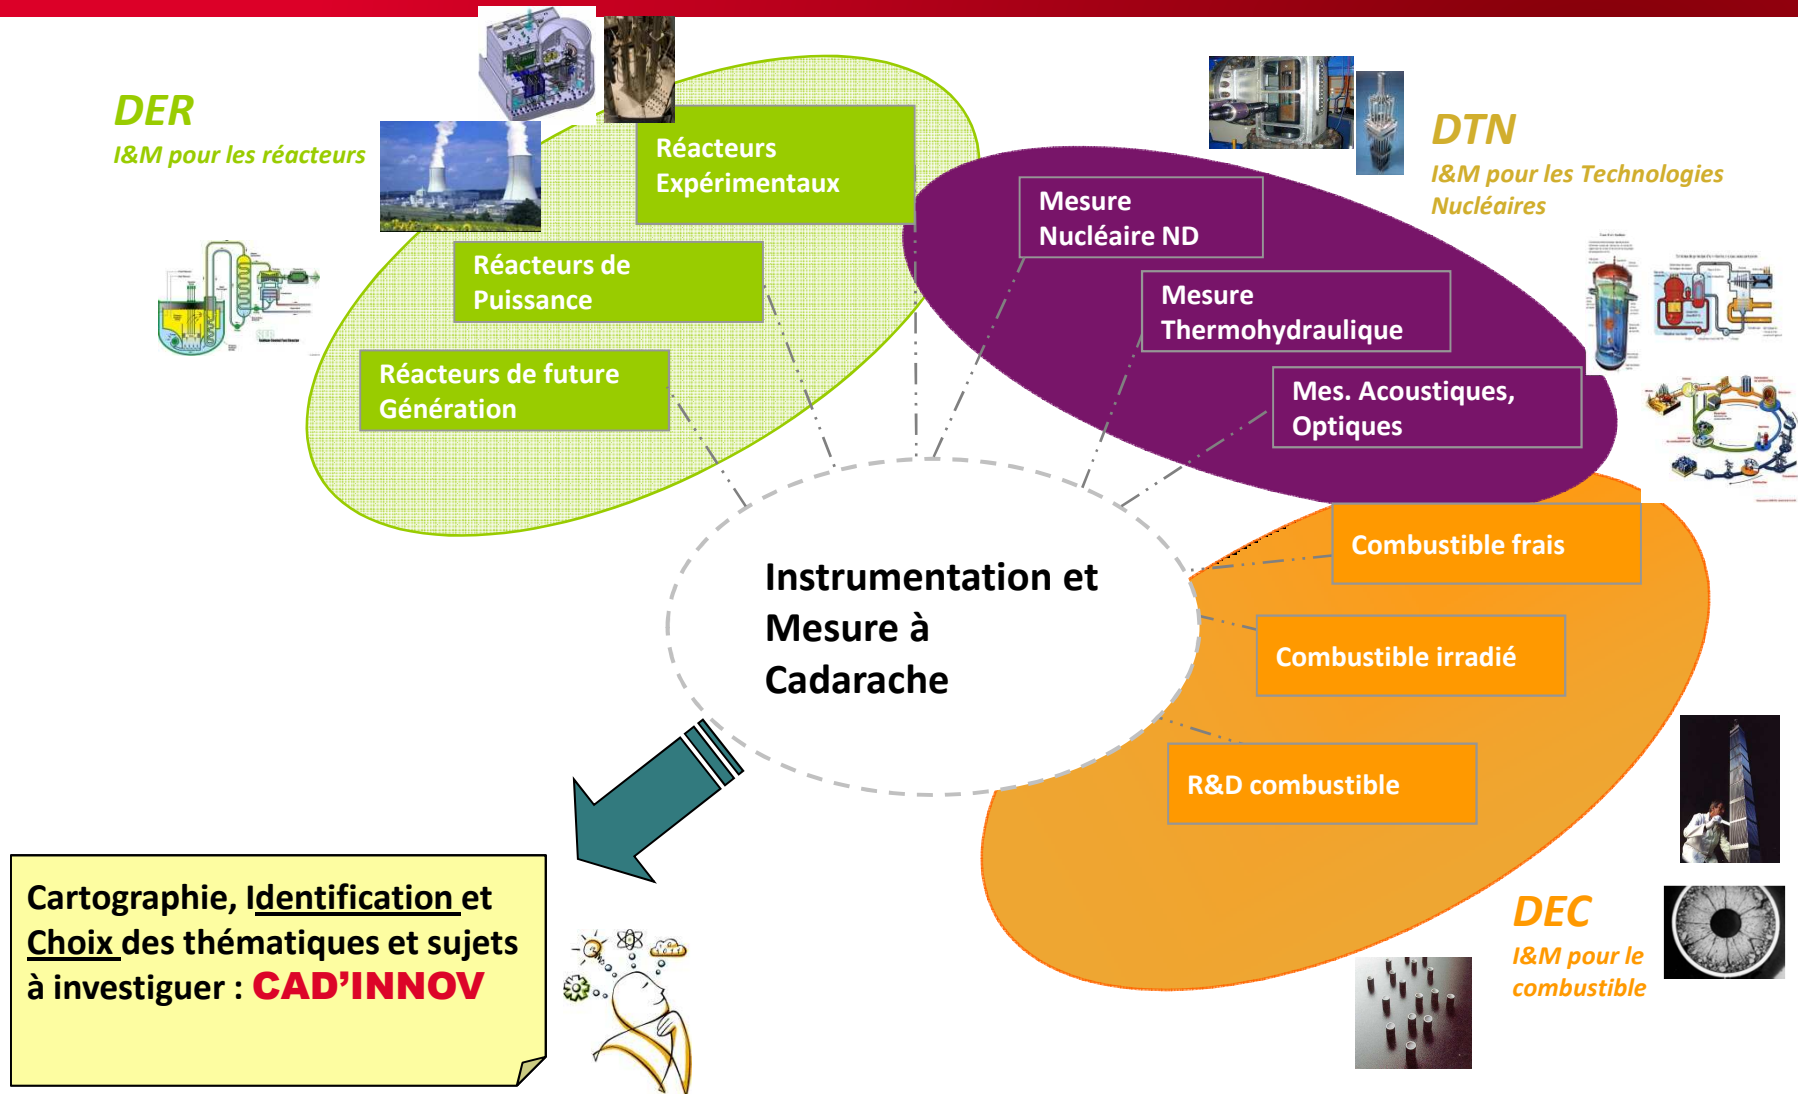 DER
I&M pour les réacteurs
Réacteurs
Expérimentaux
Réacteurs de
Puissance
Réacteurs de future
Génération
DTN
I&M pour les Technologies
Nucléaires
Mesure
Nucléaire ND
Mesure
Thermohydraulique
Mes. Acoustiques,
Optiques
Combustible frais
Combustible irradié
R&D combustible
Instrumentation et
Mesure à
Cadarache
DEC
I&M pour le
combustible
Cartographie, Identification et
Choix des thématiques et sujets
à investiguer : CAD’INNOV